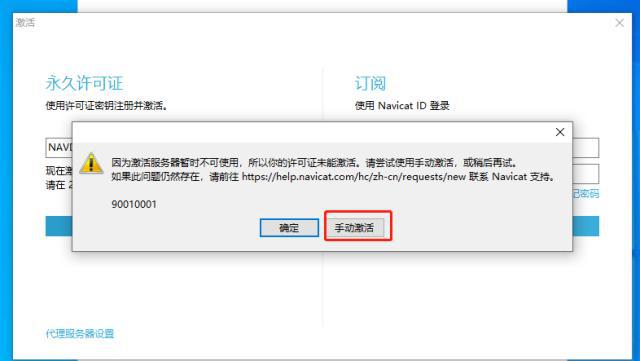 激活
永久许可证
使用许可证密钥注册并激活。
订阅
使用 Navicat ID 登录
NAVD
现在激
请在 2
因为激活服务器暂时不可使用，所以你的许可证未能激活。请尝试使用手动激活，或稍后再试。
如果此问题仍然存在，请前往 https://help.navicat.com/hc/zh-cn/requests/new 联系 Navicat 支持。
90010001
确定
手动激活
记密码
代理服务器设置